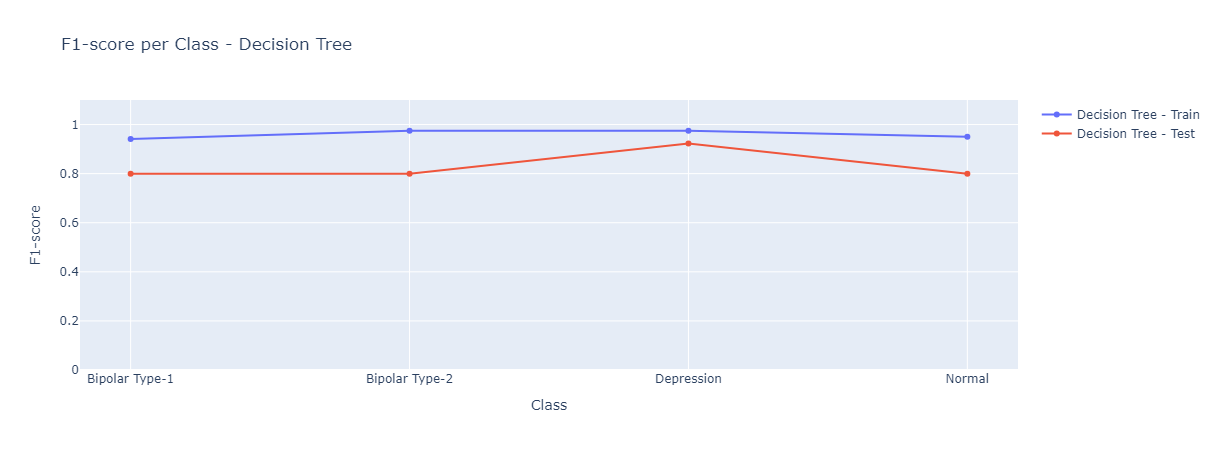 F1-score per Class - Decision Tree
Decision Tree - Train
Decision Tree - Test
F1-score
1
0.8
0.6
0.4
0.2
0
Bipolar Type-1
Bipolar Type-2
Depression
Normal
Class